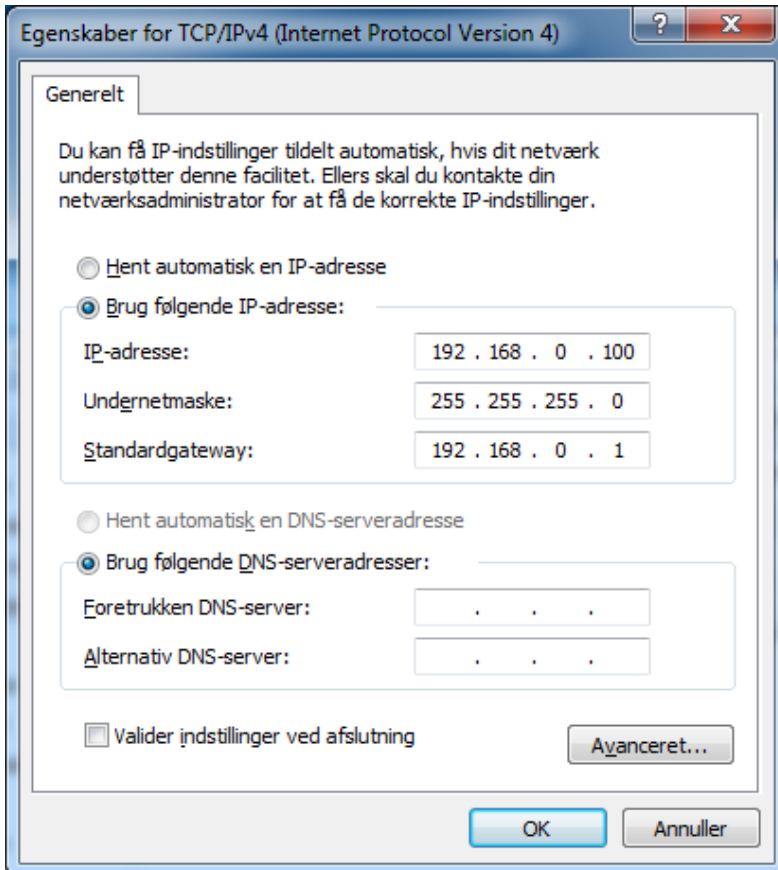 Egenskaber for TCP/IPv4 (Internet Protocol Version 4)
Generelt
Du kan få IP-indstillinger tildelt automatisk, hvis dit netværk
understøtter denne facilitet. Ellers skal du kontakte din
netværksadministrator for at få de korrekte IP-indstillinger.
Hent automatisk en IP-adresse
Brug følgende IP-adresse:
IP-adresse: 192 . 168 . 0 . 100
Undernetmaske: 255 . 255 . 255 . 0
Standardgateway: 192 . 168 . 0 . 1
Hent automatisk en DNS-serveradresse
Brug følgende DNS-serveradresser:
Foretrukken DNS-server: . . .
Alternativ DNS-server: . . .
Valider indstillinger ved afslutning
Avanceret...
OK Annuller